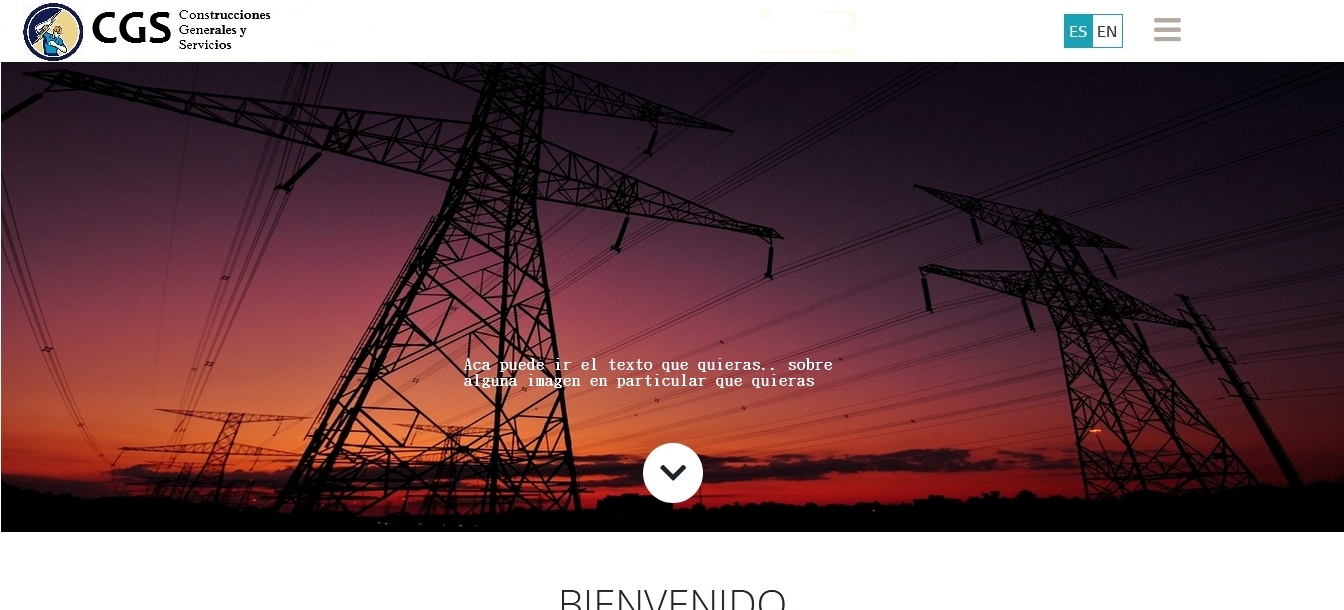 CGS
Construcciones
Generales y
Servicios
ES EN
Aca puede ir el texto que quieras.. sobre
alguna imagen en particular que quieras
BIENVENIDO